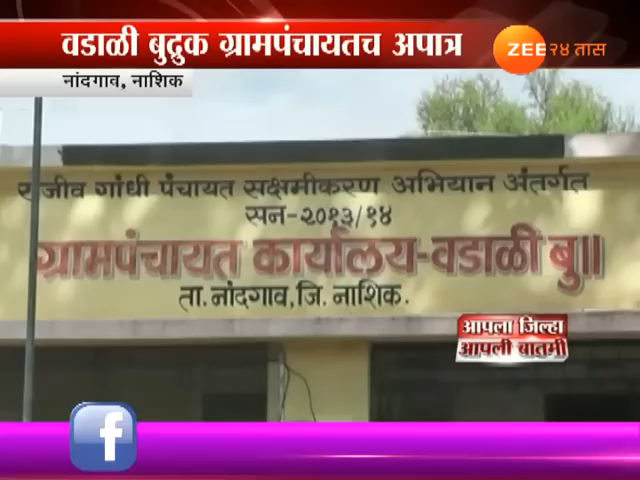 वडाळी बुद्रुक ग्रामपंचायतच अपात्र
ZEE २४ तास
नांदगाव, नाशिक
राजीव गांधी पंचायत सक्षमीकरण अभियान अंतर्गत
सन-२०१३/१४
ग्रामपंचायत कार्यालय-वडाळी बु॥
ता. नांदगाव, जि. नाशिक.
आपला जिल्हा
आपली बातमी
f